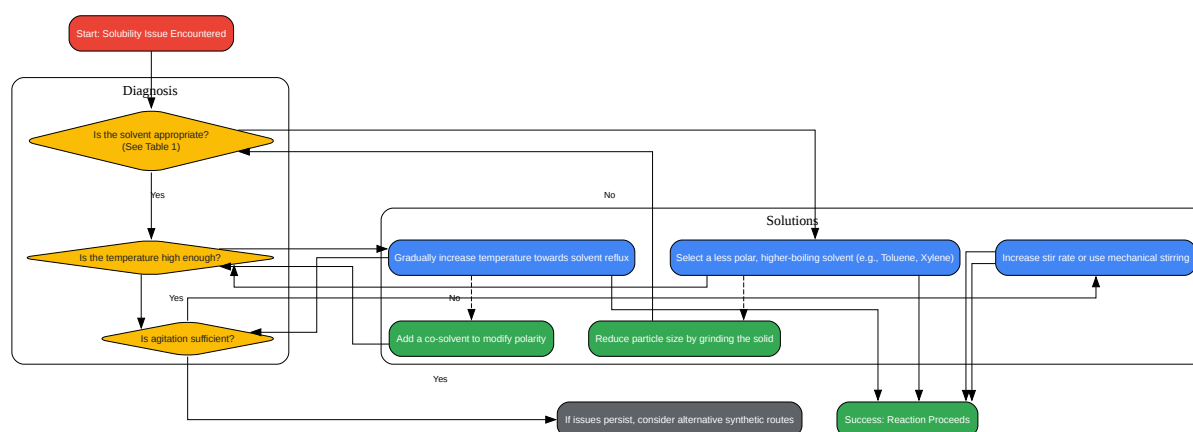 Start: Solubility Issue Encountered
Diagnosis
Is the solvent appropriate?
(See Table 1)
Yes
No
Solutions
Is the temperature high enough?
Gradually increase temperature towards solvent reflux
Select a less polar, higher-boiling solvent (e.g., Toluene, Xylene)
Increase stir rate or use mechanical stirring
Yes
No
Is agitation sufficient?
Add a co-solvent to modify polarity
Reduce particle size by grinding the solid
Yes
If issues persist, consider alternative synthetic routes
Success: Reaction Proceeds